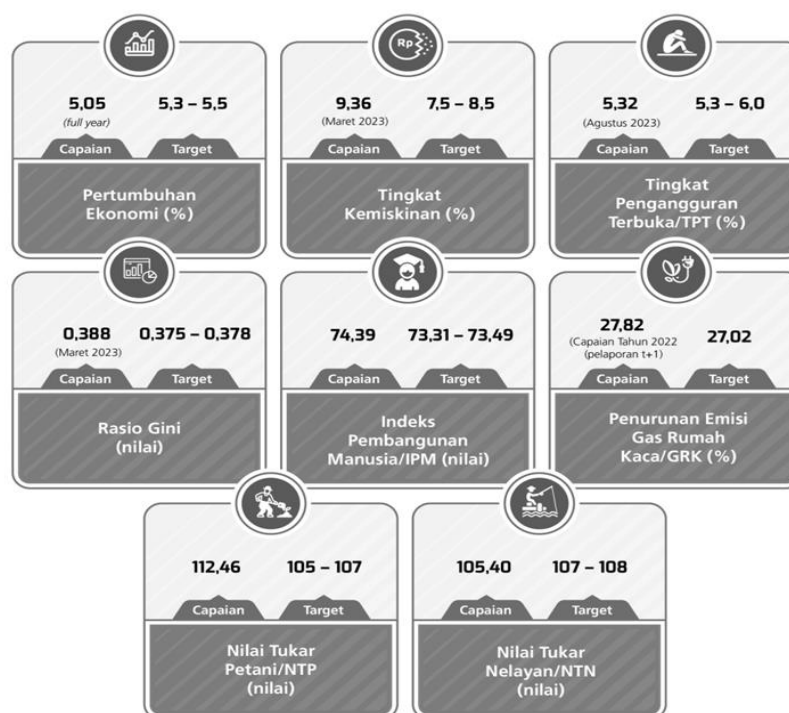 Rp
5,05
(full year)
5,3 – 5,5
Capaian
Target
Pertumbuhan
Ekonomi (%)
9,36
(Maret 2023)
7,5 – 8,5
Capaian
Target
Tingkat
Kemiskinan (%)
5,32
(Agustus 2023)
5,3 – 6,0
Capaian
Target
Tingkat
Pengangguran
Terbuka/TPT (%)
0,388
(Maret 2023)
0,375 – 0,378
Capaian
Target
Rasio Gini
(nilai)
74,39
73,31 – 73,49
Capaian
Target
Indeks
Pembangunan
Manusia/IPM (nilai)
27,82
(Capaian Tahun 2022
(pelaporan t+1)
27,02
Capaian
Target
Penurunan Emisi
Gas Rumah
Kaca/GRK (%)
112,46
105 – 107
Capaian
Target
Nilai Tukar
Petani/NTP
(nilai)
105,40
107 – 108
Capaian
Target
Nilai Tukar
Nelayan/NTN
(nilai)